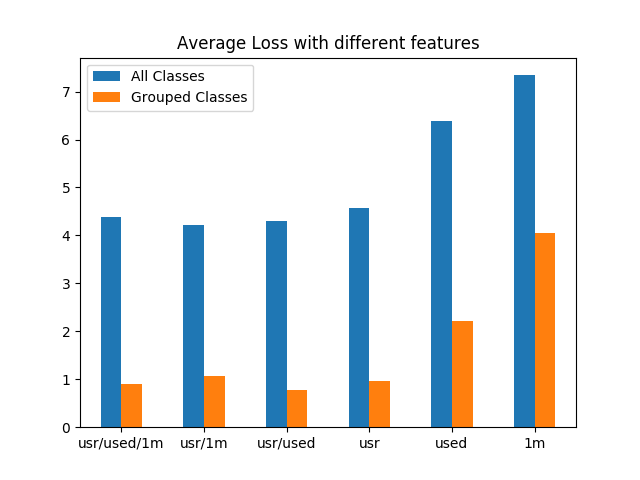 Average Loss with different features
All Classes
Grouped Classes
7
6
5
4
3
2
1
0
usr/used/1m usr/1m usr/used usr used 1m